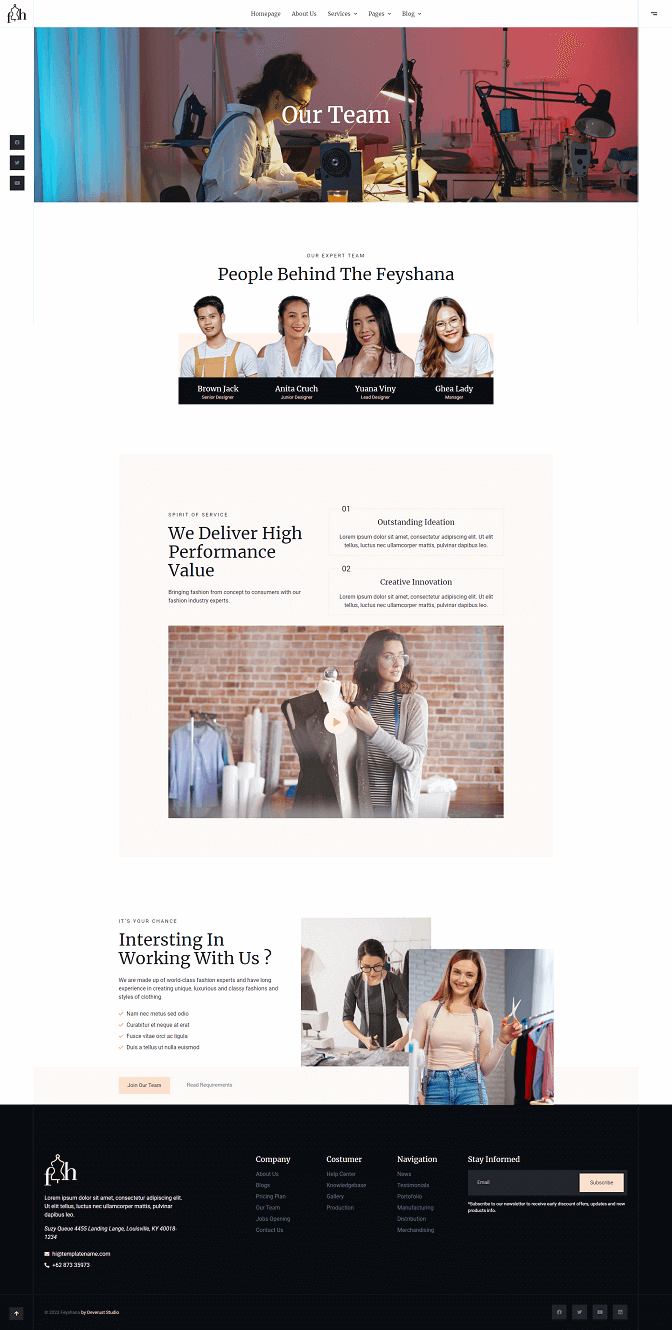 fsh
Homepage About Us Services Pages Blog
Our Team
OUR EXPERT TEAM
People Behind The Feyshana
Brown Jack Anita Cruch Yuana Viny Ghea Lady
Senior Designer Junior Designer Lead Designer Manager
SPIRIT OF SERVICE
We Deliver High
Performance
Value
Bringing fashion from concept to consumers with our
fashion industry experts.
01
Outstanding Ideation
Lorem ipsum dolor sit amet, consectetur adipiscing elit. Ut elit
tellus, luctus nec ullamcorper mattis, pulvinar dapibus leo.
02
Creative Innovation
Lorem ipsum dolor sit amet, consectetur adipiscing elit. Ut elit
tellus, luctus nec ullamcorper mattis, pulvinar dapibus leo.
IT'S YOUR CHANCE
Intersting In
Working With Us ?
We are made up of world-class fashion experts and have long
experience in creating unique, luxurious and classy fashions and
styles of clothing
Nam nec metus sed odio
Curabitur et neque at erat
Fusce vitae orci ac ligula
Duis a tellus ut nulla euismod
Join Our Team Read Requirements
fsh
Lorem ipsum dolor sit amet, consectetur adipiscing elit.
Ut elit tellus, luctus nec ullamcorper mattis, pulvinar
dapibus leo.
Suzy Queue 4455 Landing Lange, Louisville, KY 40018-
1234
hi@templatename.com
+62 873 35973
Company
About Us
Blogs
Pricing Plan
Our Team
Jobs Opening
Contact Us
Costumer
Help Center
Knowledgebase
Gallery
Production
Navigation
News
Testimonials
Portofolio
Manufacturing
Distribution
Merchandising
Stay Informed
Email Subscribe
*Subscribe to our newsletter to receive early discount offers, updates and new
products info.
© 2022 Feyshana by Deverust Studio